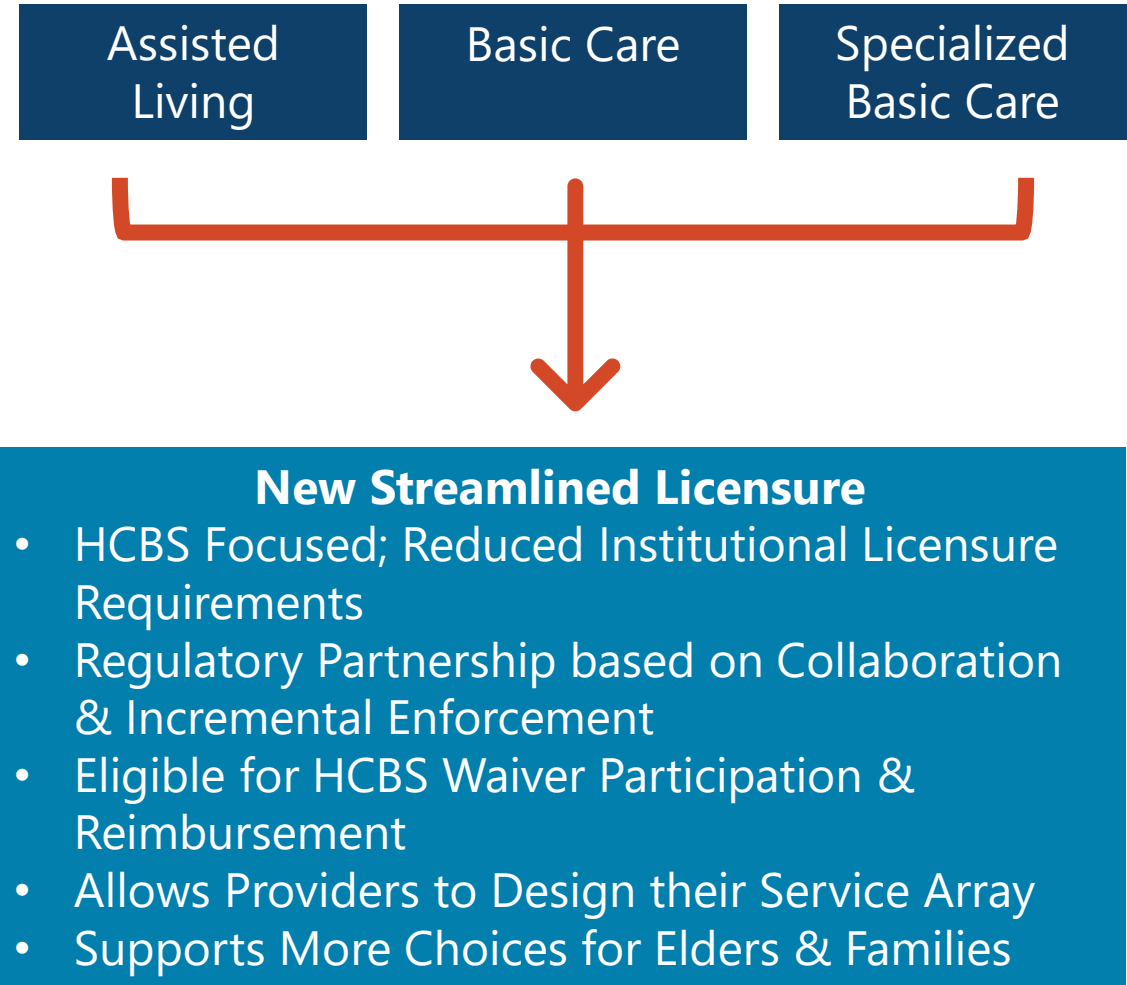 Assisted
Living
Basic Care
Specialized
Basic Care
New Streamlined Licensure
• HCBS Focused; Reduced Institutional Licensure
Requirements
• Regulatory Partnership based on Collaboration
& Incremental Enforcement
• Eligible for HCBS Waiver Participation &
Reimbursement
• Allows Providers to Design their Service Array
• Supports More Choices for Elders & Families